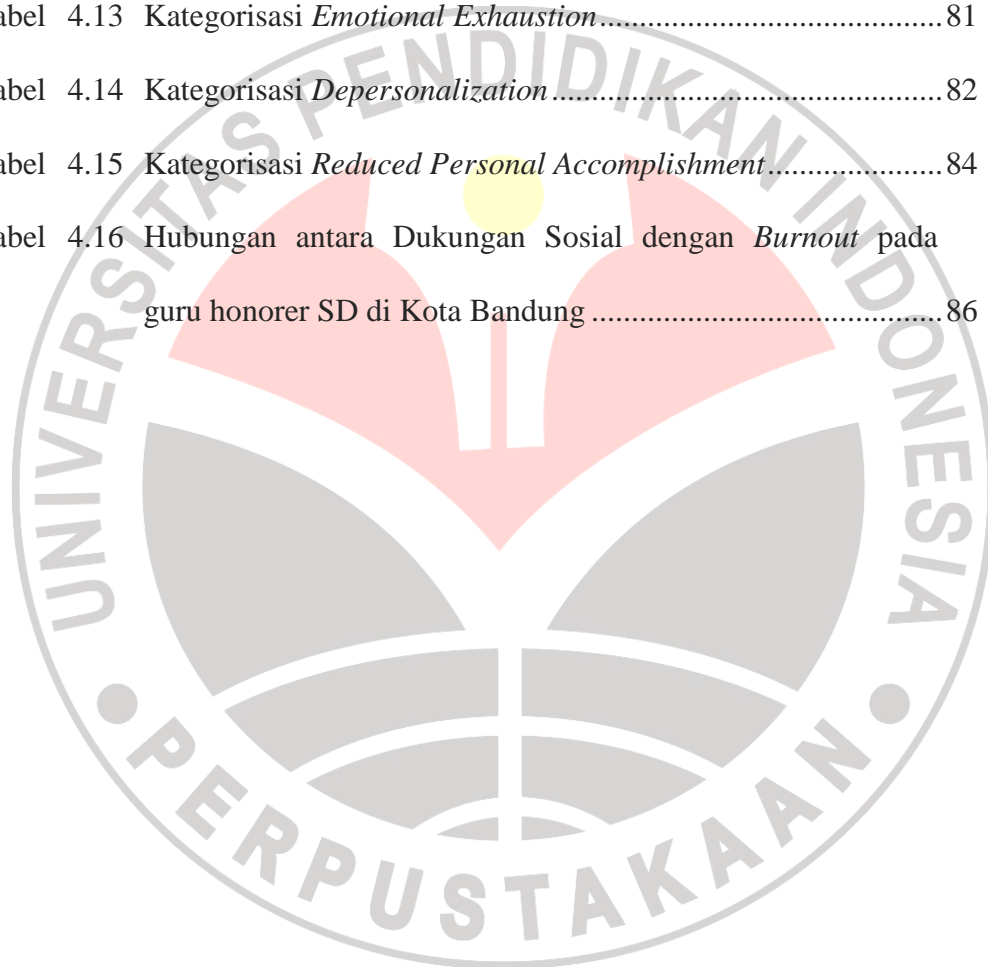 abel 4.13 Kategorisasi Emotional Exhaustion.......................................81
abel 4.14 Kategorisasi Depersonalization............................................82
abel 4.15 Kategorisasi Reduced Personal Accomplishment....................84
abel 4.16 Hubungan antara Dukungan Sosial dengan Burnout pada
guru honorer SD di Kota Bandung........................................86
UNIVERSITAS PENDIDIKAN INDONESIA
PERPUSTAKAAN